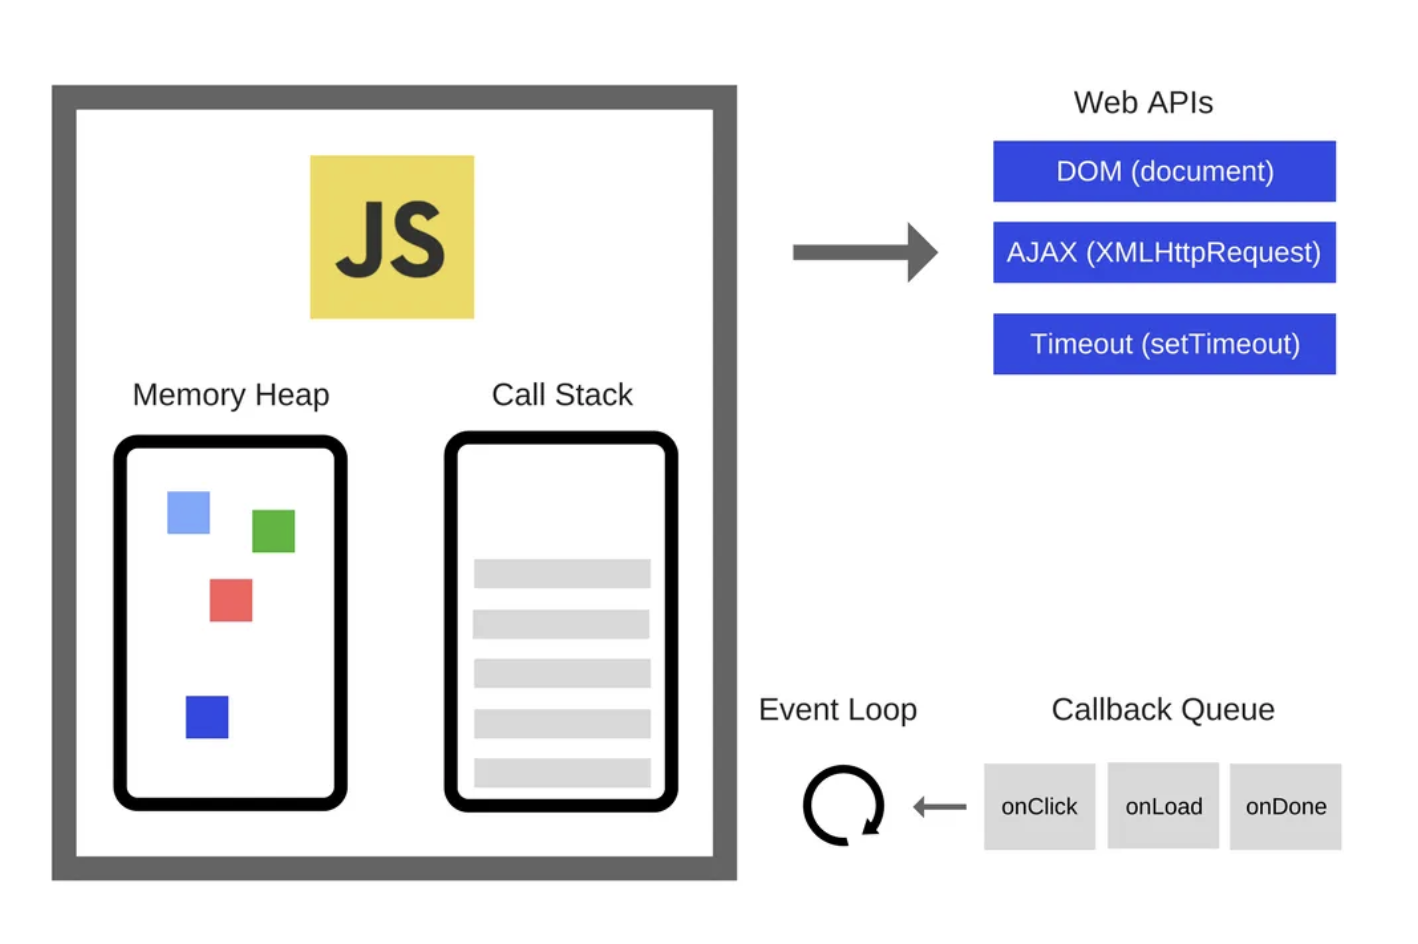 JS
Memory Heap
Call Stack
Web APIs
DOM (document)
AJAX (XMLHttpRequest)
Timeout (setTimeout)
Event Loop
Callback Queue
onClick
onLoad
onDone